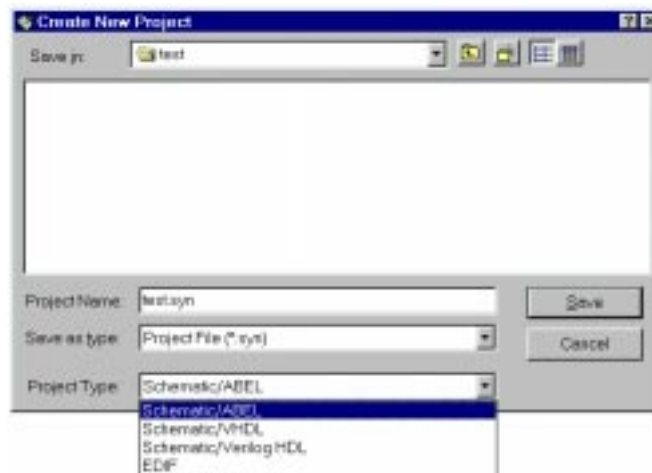 Create New Project
Save in:
test
Project Name:
test.syn
Save
Save as type:
Project File (*.syn)
Cancel
Project Type:
Schematic/ABEL
Schematic/ABEL
Schematic/VHDL
Schematic/Verilog HDL
EDIF